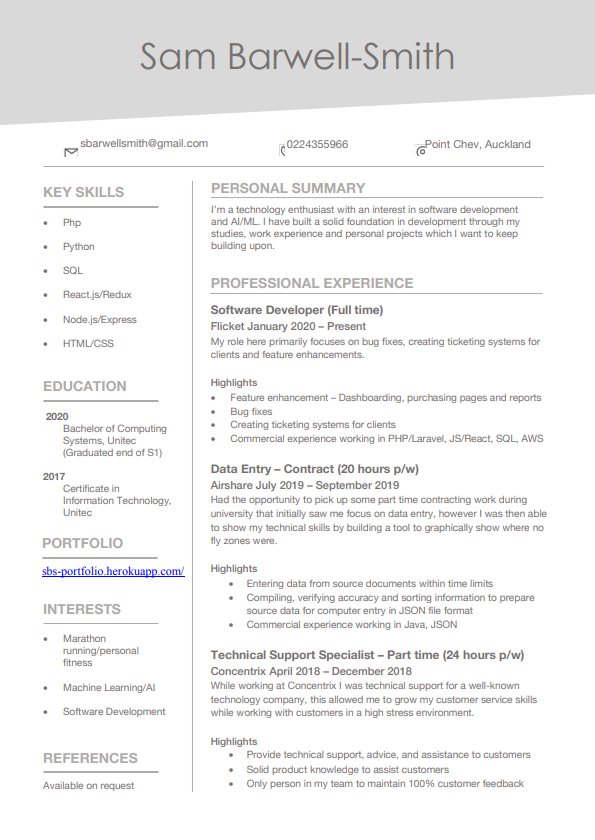 Sam Barwell-Smith
sbarwellsmith@gmail.com
0224355966
Point Chev, Auckland
KEY SKILLS
• Php
• Python
• SQL
• React.js/Redux
• Node.js/Express
• HTML/CSS
EDUCATION
2020
Bachelor of Computing
Systems, Unitec
(Graduated end of S1)
2017
Certificate in
Information Technology,
Unitec
PORTFOLIO
sbs-portfolio.herokuapp.com/
INTERESTS
• Marathon
running/personal
fitness
• Machine Learning/AI
• Software Development
REFERENCES
Available on request
PERSONAL SUMMARY
I'm a technology enthusiast with an interest in software development
and AI/ML. I have built a solid foundation in development through my
studies, work experience and personal projects which I want to keep
building upon.
PROFESSIONAL EXPERIENCE
Software Developer (Full time)
Flicket January 2020 – Present
My role here primarily focuses on bug fixes, creating ticketing systems for
clients and feature enhancements.
Highlights
• Feature enhancement – Dashboarding, purchasing pages and reports
• Bug fixes
• Creating ticketing systems for clients
• Commercial experience working in PHP/Laravel, JS/React, SQL, AWS
Data Entry – Contract (20 hours p/w)
Airshare July 2019 – September 2019
Had the opportunity to pick up some part time contracting work during
university that initially saw me focus on data entry, however I was then able
to show my technical skills by building a tool to graphically show where no
fly zones were.
Highlights
• Entering data from source documents within time limits
• Compiling, verifying accuracy and sorting information to prepare
source data for computer entry in JSON file format
• Commercial experience working in Java, JSON
Technical Support Specialist – Part time (24 hours p/w)
Concentrix April 2018 – December 2018
While working at Concentrix I was technical support for a well-known
technology company, this allowed me to grow my customer service skills
while working with customers in a high stress environment.
Highlights
• Provide technical support, advice, and assistance to customers
• Solid product knowledge to assist customers
• Only person in my team to maintain 100% customer feedback